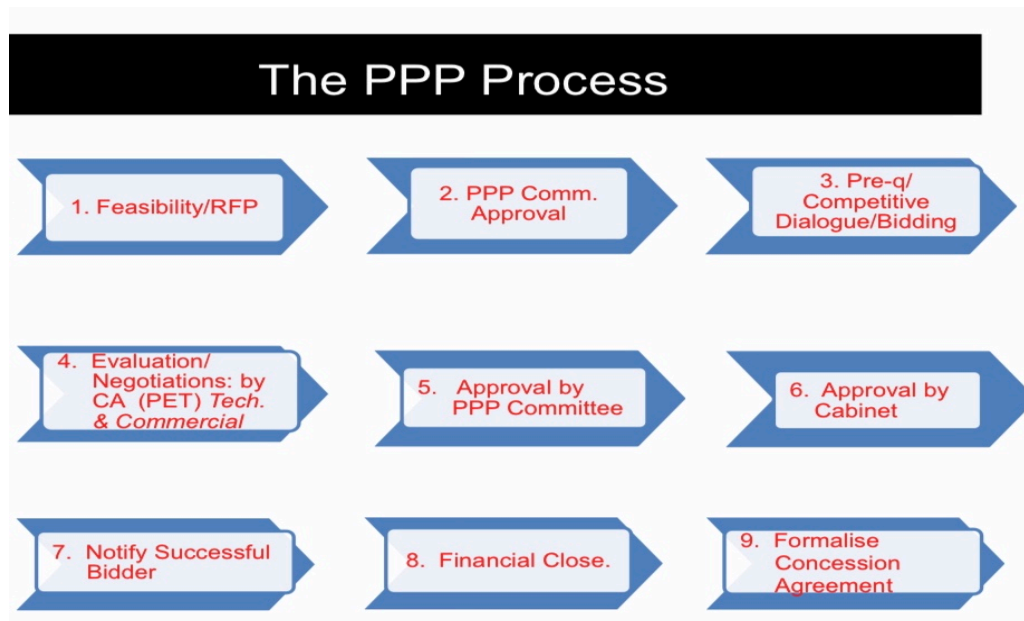 The PPP Process
1. Feasibility/RFP
2. PPP Comm.
Approval
3. Pre-q/
Competitive
Dialogue/Bidding
4. Evaluation/
Negotiations: by
CA (PET) Tech.
& Commercial
5. Approval by
PPP Committee
6. Approval by
Cabinet
7. Notify Successful
Bidder
8. Financial Close.
9. Formalise
Concession
Agreement